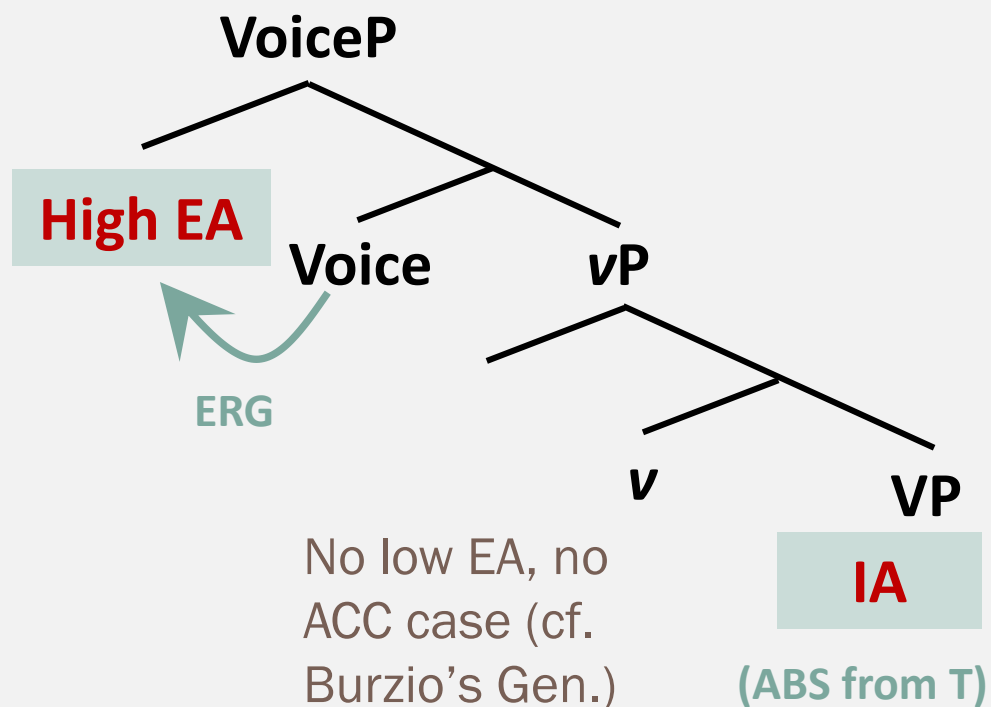 VoiceP
High EA
Voice
vP
ERG
v
VP
No low EA, no
ACC case (cf.
Burzio's Gen.)
IA
(ABS from T)